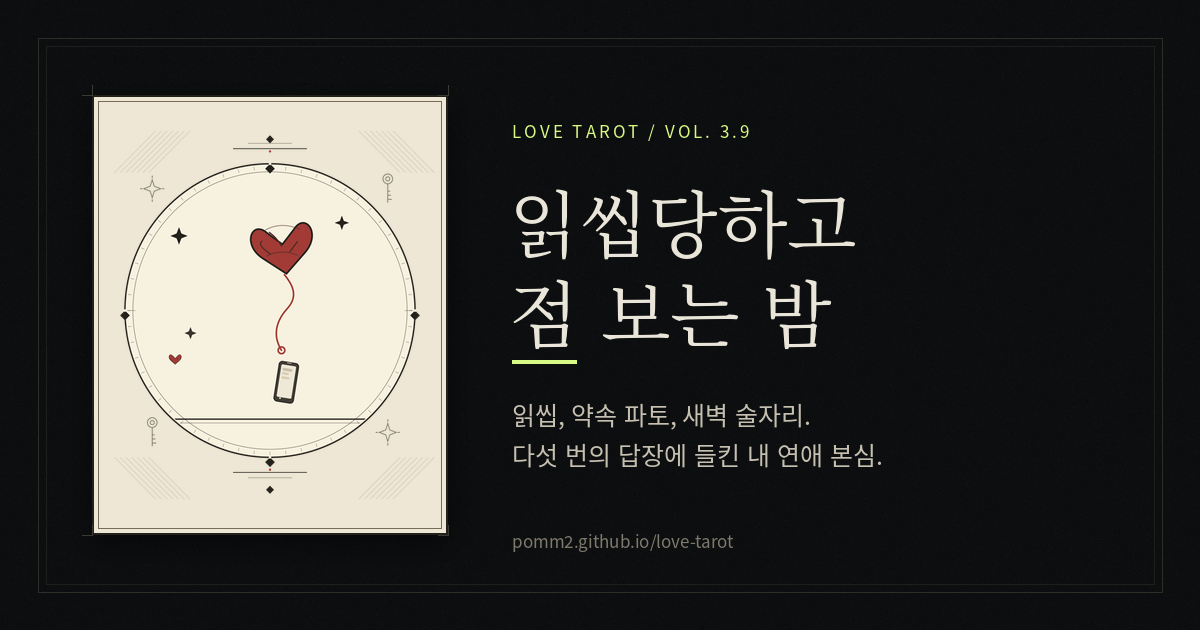 LOVE TAROT / VOL. 3.9
읽씹당하고
점 보는 밤
읽씹, 약속 파토, 새벽 술자리.
다섯 번의 답장에 들킨 내 연애 본심.
pomm2.github.io/love-tarot